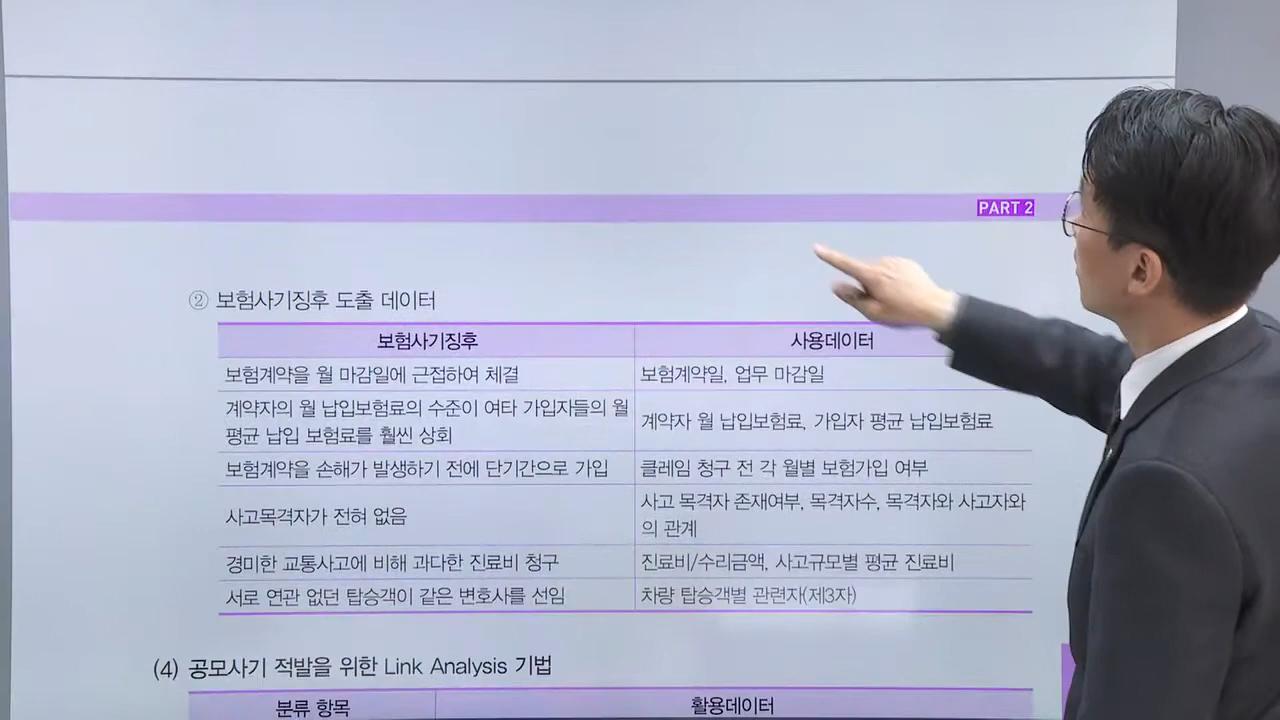 PART 2
② 보험사기징후 도출 데이터
보험사기징후 사용데이터
보험계약을 월 마감일에 근접하여 체결 보험계약일, 업무 마감일
계약자의 월 납입보험료의 수준이 여타 가입자들의 월
평균 납입 보험료를 훨씬 상회
계약자 월 납입보험료, 가입자 평균 납입보험료
보험계약을 손해가 발생하기 전에 단기간으로 가입 클레임 청구 전 각 월별 보험가입 여부
사고목격자가 전혀 없음
사고 목격자 존재여부, 목격자수, 목격자와 사고자와
의 관계
경미한 교통사고에 비해 과다한 진료비 청구 진료비/수리금액, 사고규모별 평균 진료비
서로 연관 없던 탑승객이 같은 변호사를 선임 차량 탑승객별 관련자(제3자)
(4) 공모사기 적발을 위한 Link Analysis 기법
분류 항목 활용데이터